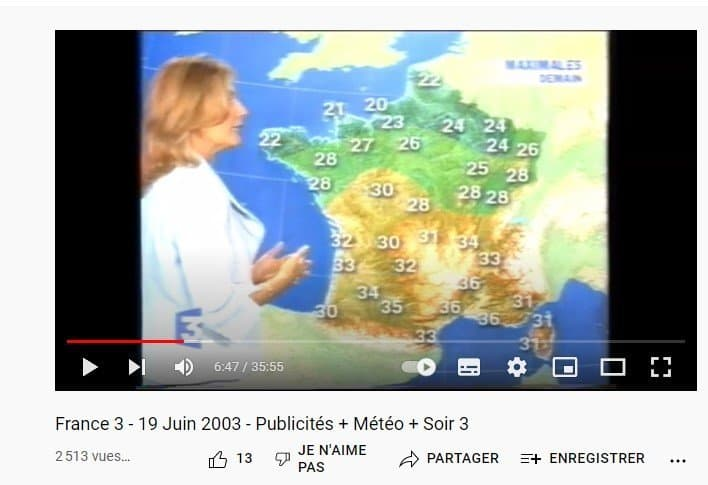 MAXIMALES
DEMAIN
22
21 20
23 24 24
22 27 26 24 26
28 25 28
28 30 28 28
28
32 30 31 34
33 32 33
36
34 35 36 31
30 36 31
33 31
3
6:47 / 35:55
France 3 - 19 Juin 2003 - Publicités + Météo + Soir 3
2 513 vues...
13
JE N'AIME
PAS
PARTAGER
ENREGISTRER